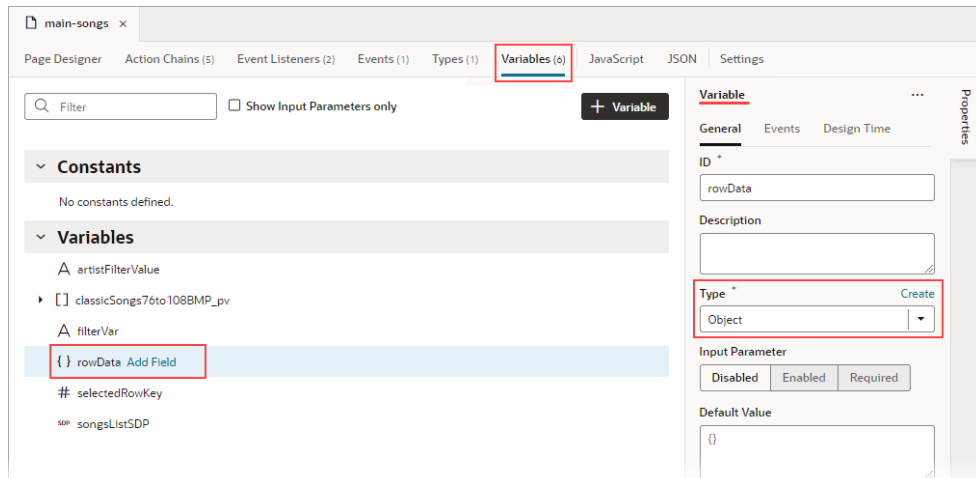 main-songs ×
Page Designer Action Chains (5) Event Listeners (2) Events (1) Types (1) Variables (6) JavaScript JSON Settings
Filter Show Input Parameters only + Variable
Constants
No constants defined.
Variables
A artistFilterValue
[ ] classicSongs76to108BMP_pv
A filterVar
{ } rowData Add Field
# selectedRowKey
SDP songsListSDP
Variable ...
General Events Design Time
ID *
rowData
Description
Type * Create
Object
Input Parameter
Disabled Enabled Required
Default Value
{}
Properties